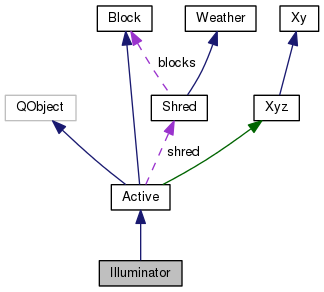 Block
Weather
Xy
blocks
QObject
Shred
Xyz
shred
Active
Illuminator